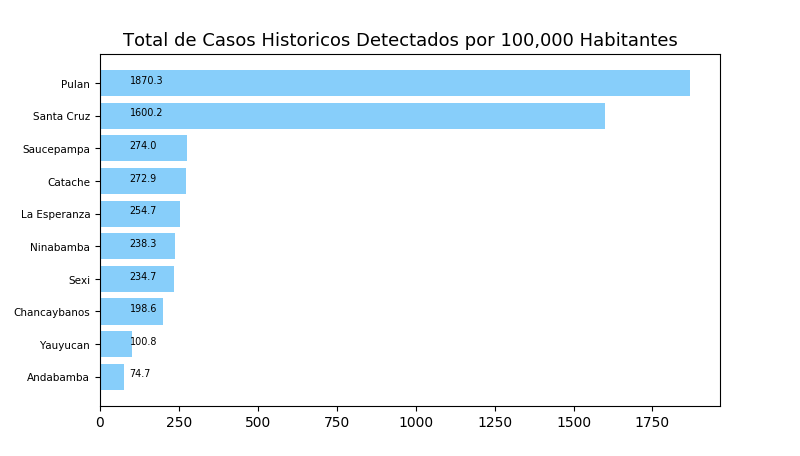 Total de Casos Historicos Detectados por 100,000 Habitantes
Pulan 1870.3
Santa Cruz 1600.2
Saucepampa 274.0
Catache 272.9
La Esperanza 254.7
Ninabamba 238.3
Sexi 234.7
Chancaybanos 198.6
Yauyucan 100.8
Andabamba 74.7
0 250 500 750 1000 1250 1500 1750